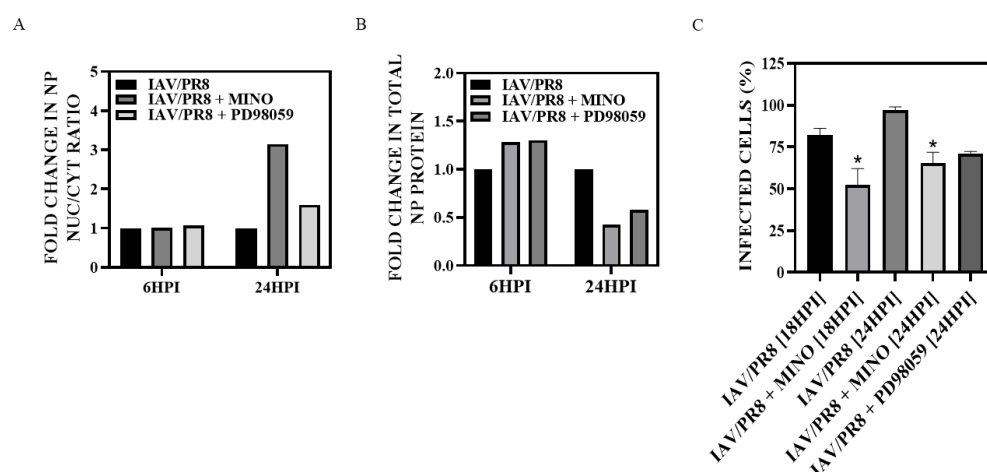 A
FOLD CHANGE IN NP
NUC/CYT RATIO
5
4
3
2
1
0
IAV/PR8
IAV/PR8 + MINO
IAV/PR8 + PD98059
6HPI
24HPI
B
FOLD CHANGE IN TOTAL
NP PROTEIN
2.0
1.5
1.0
0.5
0.0
IAV/PR8
IAV/PR8 + MINO
IAV/PR8 + PD98059
6HPI
24HPI
C
INFECTED CELLS (%)
125
100
75
50
25
0
*
*
IAV/PR8 [18HPI]
IAV/PR8 + MINO [18HPI]
IAV/PR8 [24HPI]
IAV/PR8 + MINO [24HPI]
IAV/PR8 + PD98059 [24HPI]